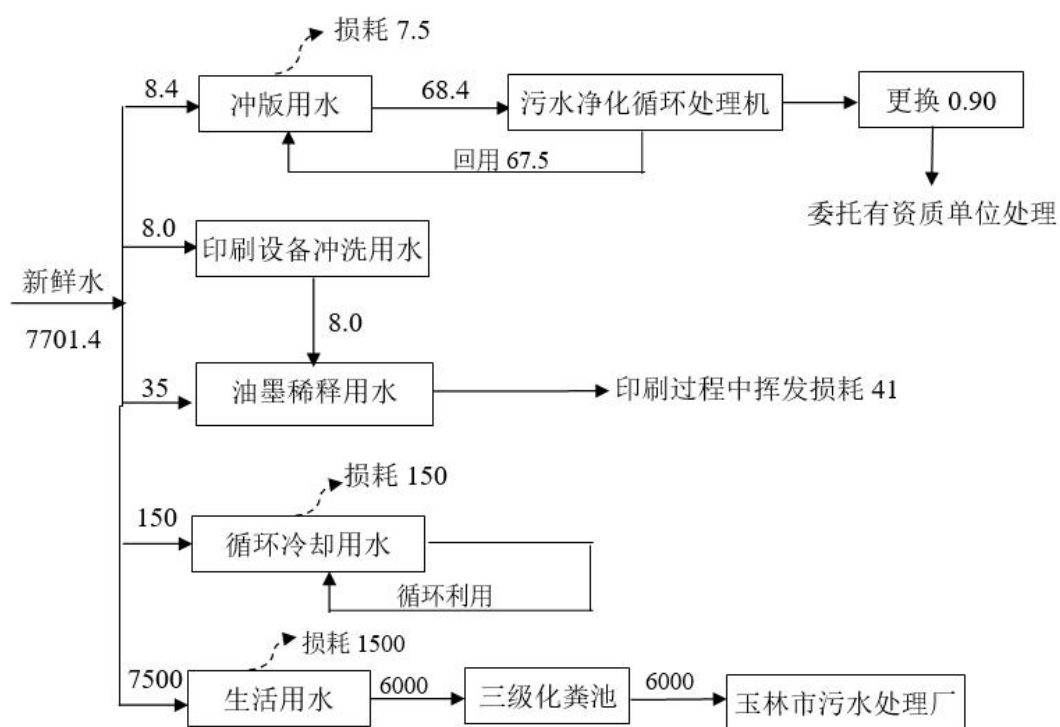 损耗 7.5
8.4
冲版用水
68.4
污水净化循环处理机
更换 0.90
回用 67.5
委托有资质单位处理
8.0
印刷设备冲洗用水
新鲜水
7701.4
8.0
35
油墨稀释用水
印刷过程中挥发损耗 41
损耗 150
150
循环冷却用水
循环利用
损耗 1500
7500
生活用水
6000
三级化粪池
6000
玉林市污水处理厂